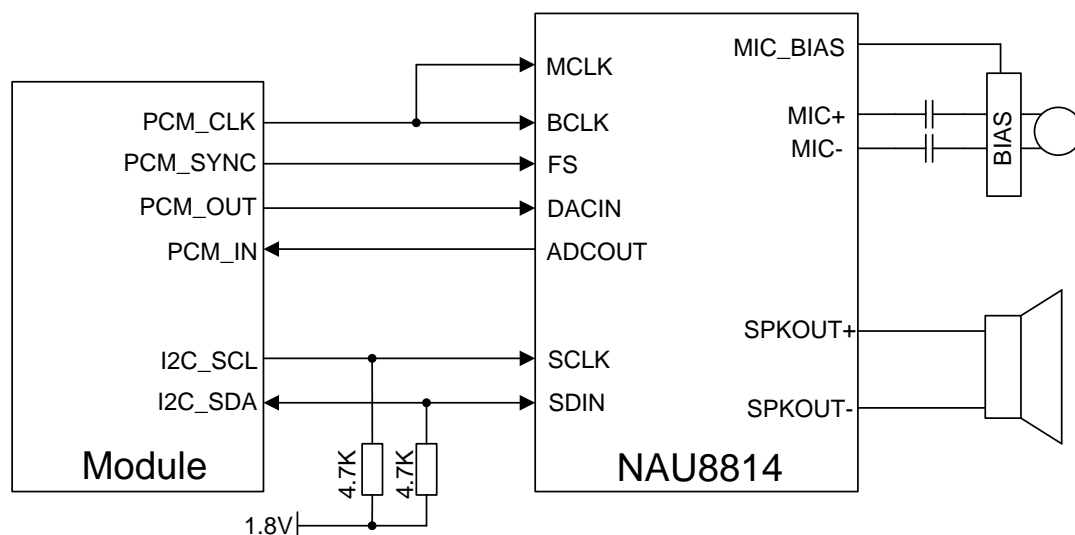 PCM_CLK
PCM_SYNC
PCM_OUT
PCM_IN
I2C_SCL
I2C_SDA
Module
4.7K
4.7K
1.8V
MCLK
BCLK
FS
DACIN
ADCOUT
SCLK
SDIN
MIC_BIAS
MIC+
MIC-
SPKOUT+
SPKOUT-
NAU8814
BIAS